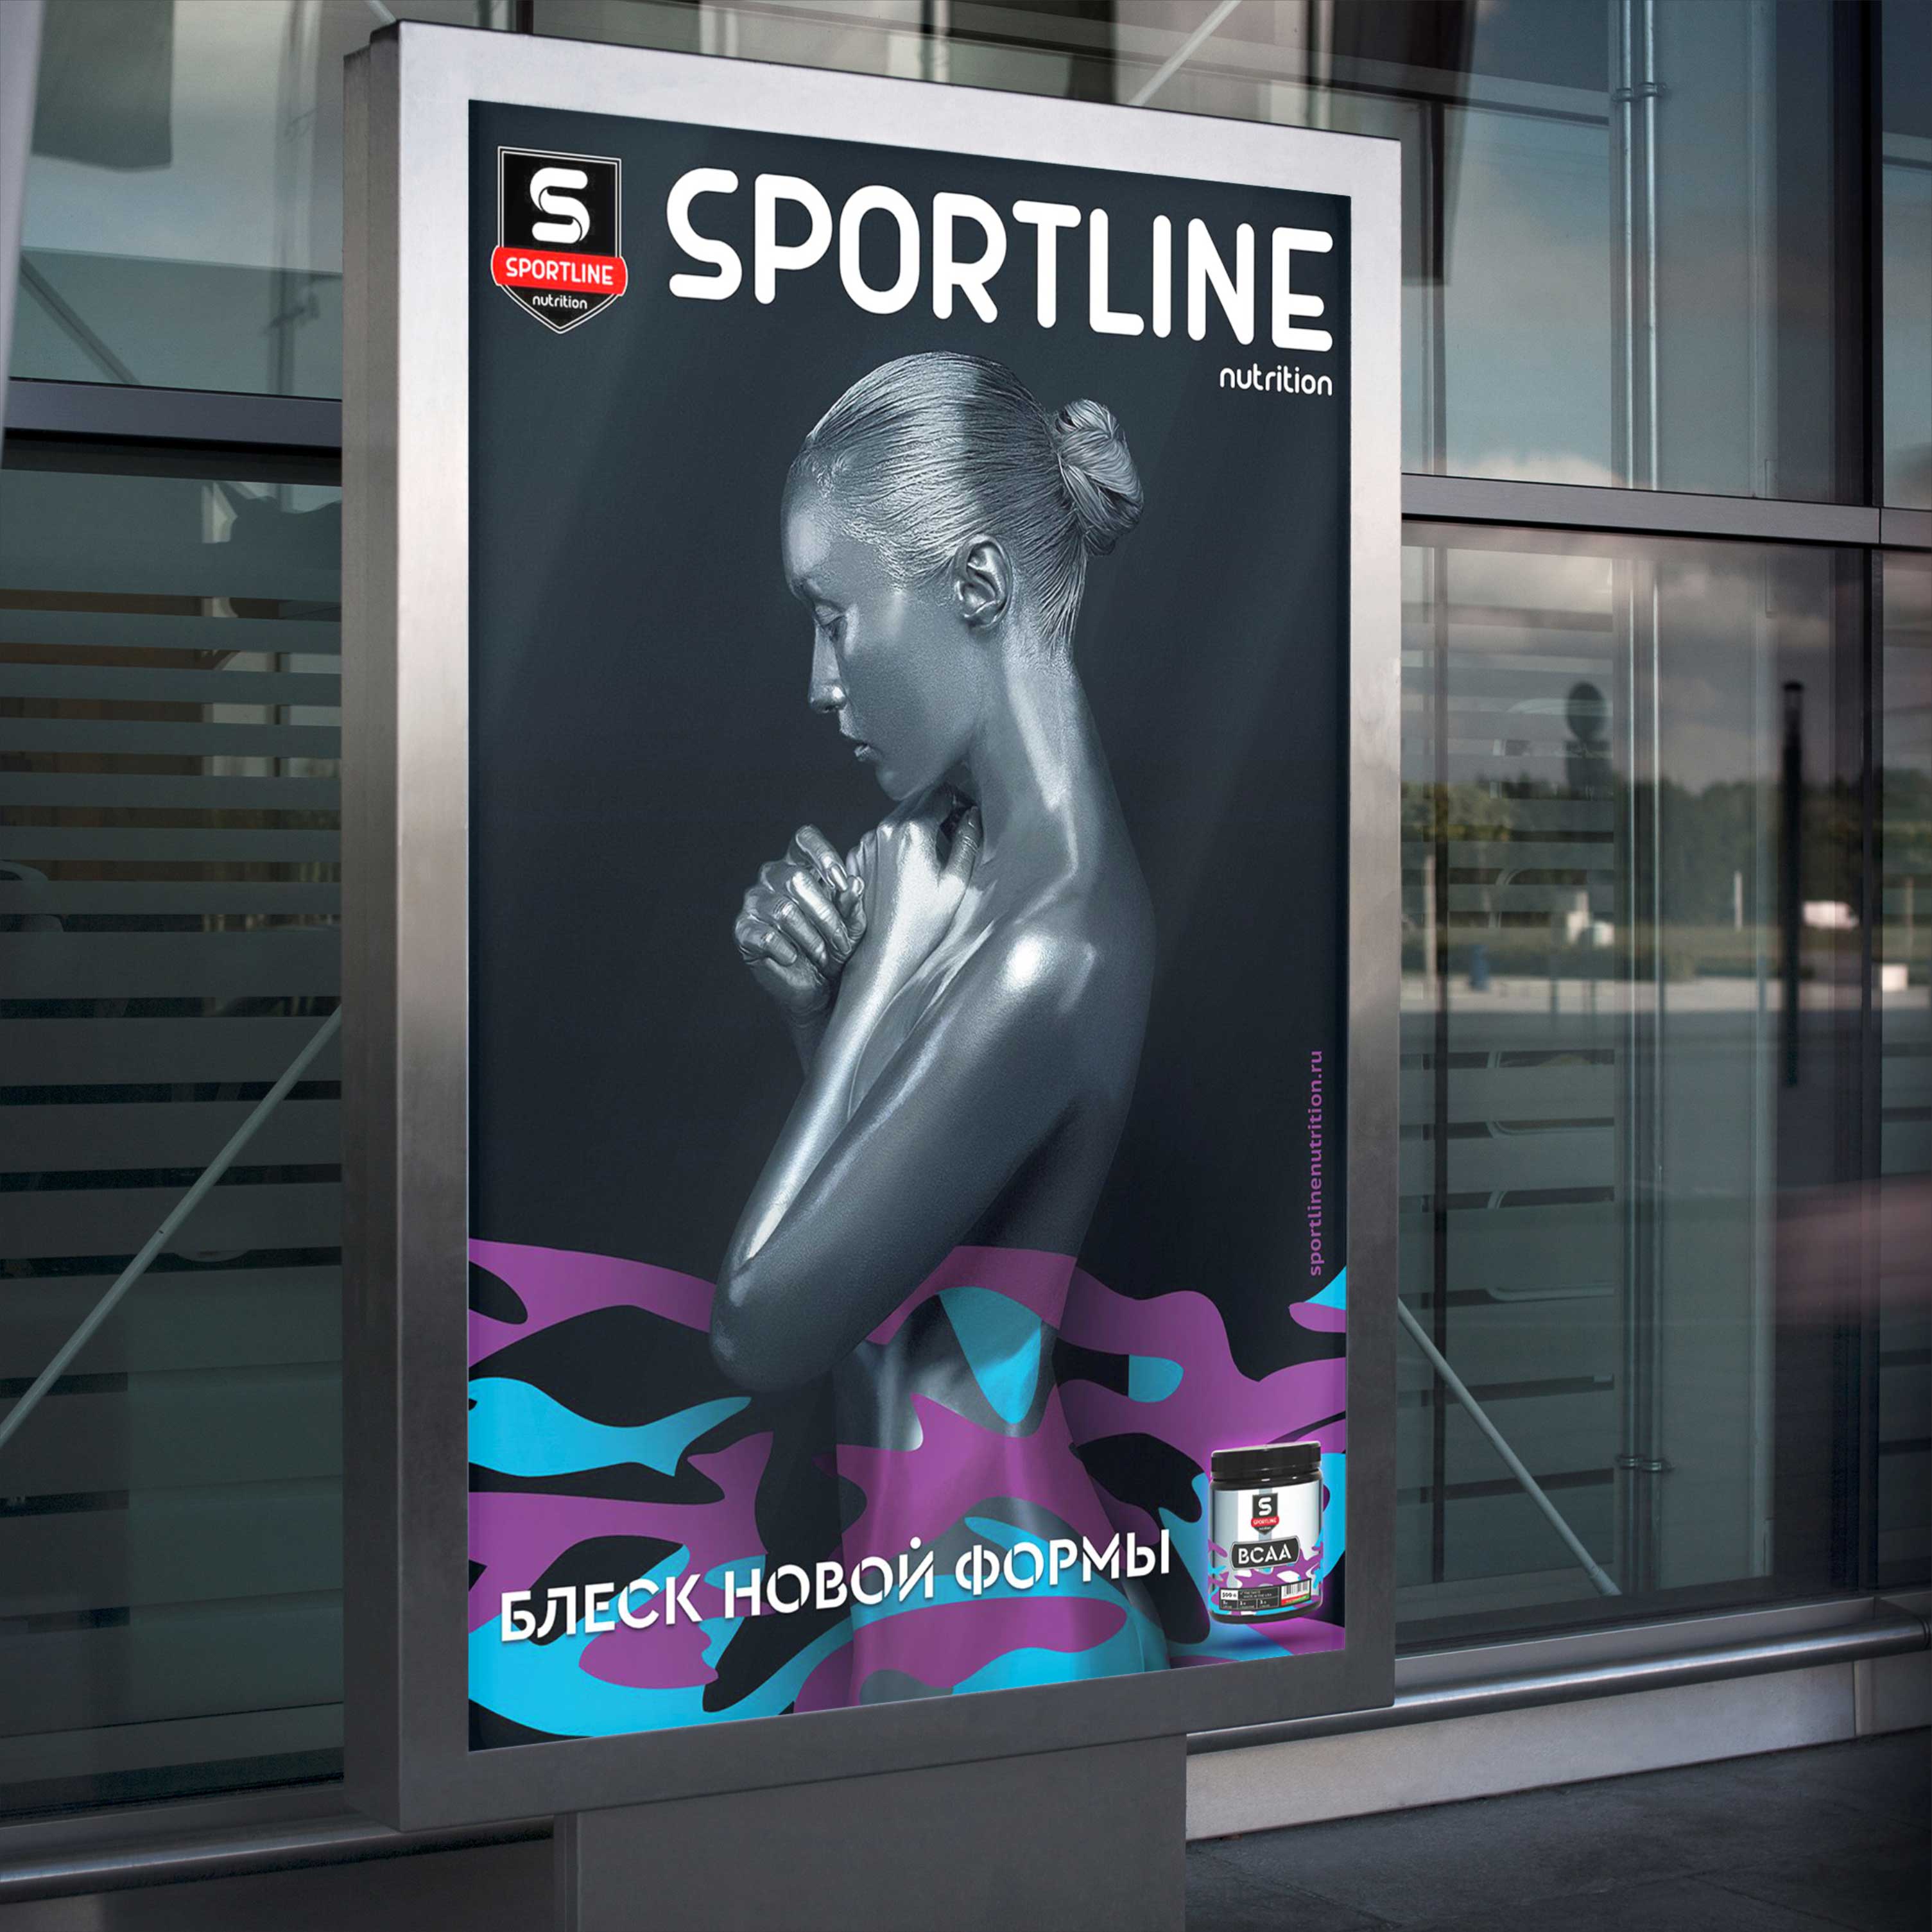 S
SPORTLINE
nutrition
SPORTLINE
nutrition
sportlinenutrition.ru
БЛЕСК НОВОЙ ФОРМЫ
S
SPORTLINE
BCAA